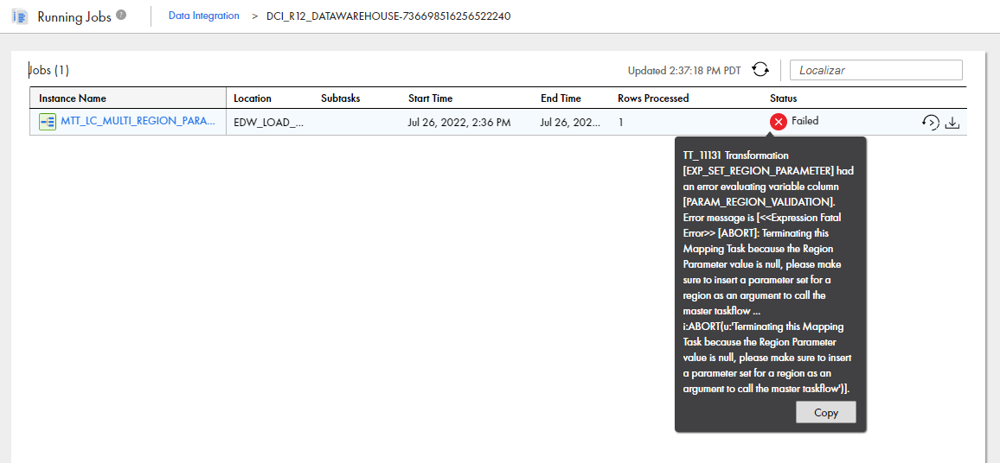 Running Jobs ?
Data Integration > DCI_R12_DATAWAREHOUSE-736698516256522240
Jobs (1)
Updated 2:37:18 PM PDT
Localizar
Instance Name Location Subtasks Start Time End Time Rows Processed Status
MTT_LC_MULTI_REGION_PARA... EDW_LOAD_... Jul 26, 2022, 2:36 PM Jul 26, 202... 1 Failed
TT_11131 Transformation
[EXP_SET_REGION_PARAMETER] had
an error evaluating variable column
[PARAM_REGION_VALIDATION].
Error message is [<<Expression Fatal
Error>> [ABORT]: Terminating this
Mapping Task because the Region
Parameter value is null, please make
sure to insert a parameter set for a
region as an argument to call the
master taskflow ...
i:ABORT(u:'Terminating this Mapping
Task because the Region Parameter
value is null, please make sure to insert
a parameter set for a region as an
argument to call the master taskflow')].
Copy